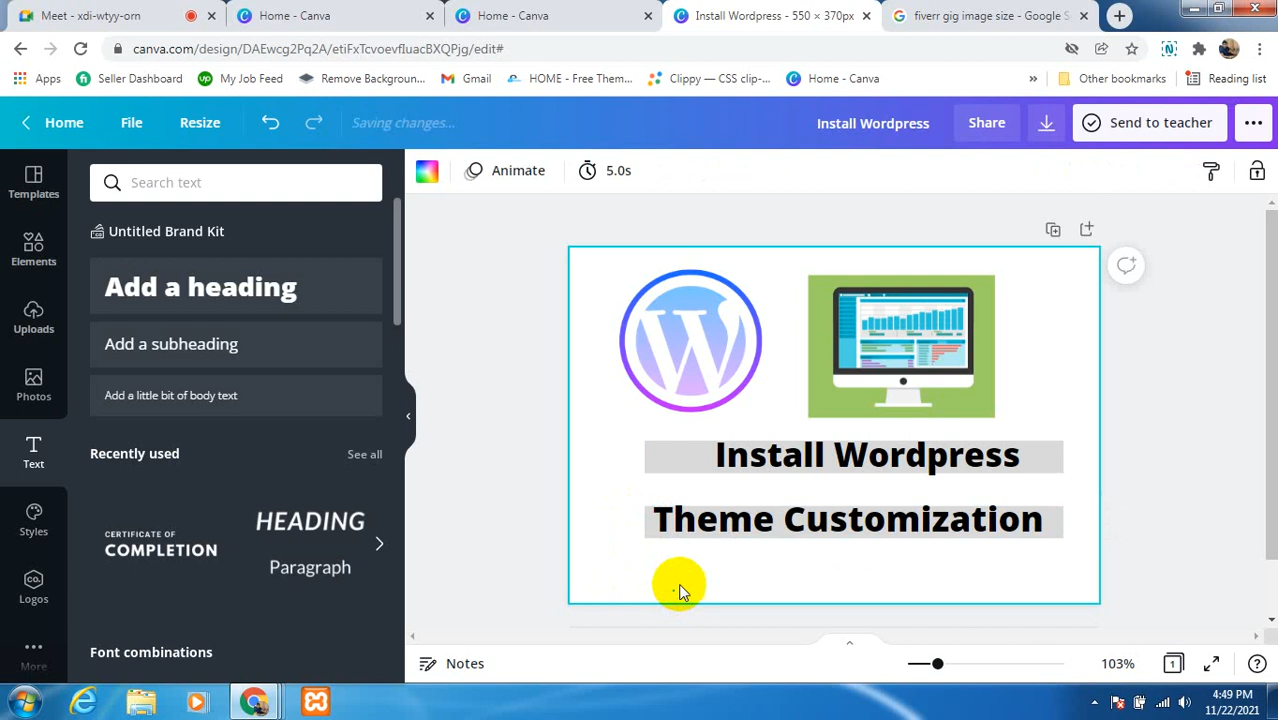 Meet - xdi-wtyy-orn
Home - Canva
Home - Canva
Install Wordpress - 550 × 370px
fiverr gig image size - Google S
canva.com/design/DAEwcg2Pq2A/etiFxTcvoevfIuacBXQPjg/edit#
Apps
Seller Dashboard
My Job Feed
Remove Backgroun...
Gmail
HOME - Free Them...
Clippy — CSS clip-...
Home - Canva
Other bookmarks
Reading list
Home
File
Resize
Saving changes...
Install Wordpress
Share
Send to teacher
Templates
Elements
Uploads
Photos
Text
Styles
Logos
More
Search text
Untitled Brand Kit
Add a heading
Add a subheading
Add a little bit of body text
Recently used
See all
CERTIFICATE OF
COMPLETION
HEADING
Paragraph
Font combinations
Animate
5.0s
Install Wordpress
Theme Customization
Notes
103%
1
4:49 PM
11/22/2021